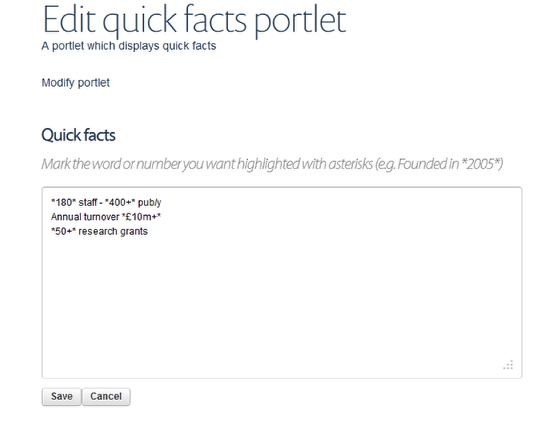 Edit quick facts portlet
A portlet which displays quick facts
Modify portlet
Quick facts
Mark the word or number you want highlighted with asterisks (e.g. Founded in *2005*)
*180* staff - *400+* pub/y
Annual turnover *£10m+*
*50+* research grants
Save Cancel